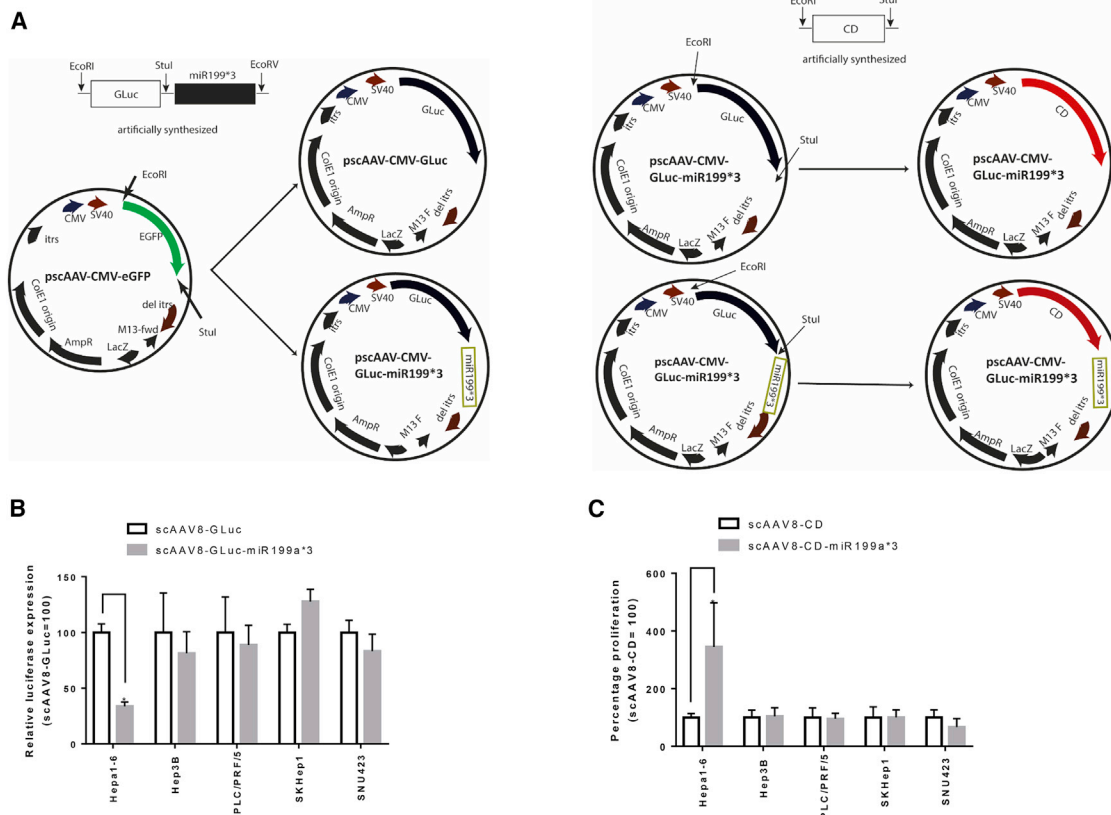 A
EcoRI
StuI
miR199*3
EcoRV
GLuc
artificially synthesized
EcoRI
CMV
SV40
itrs
EGFP
pscAAV-CMV-eGFP
ColE1 origin
AmpR
LacZ
M13-fwd
del itrs
StuI
itrs
CMV
SV40
GLuc
pscAAV-CMV-GLuc
ColE1 origin
AmpR
LacZ
M13 F
del itrs
itrs
CMV
SV40
GLuc
pscAAV-CMV-
GLuc-miR199*3
miR199*3
ColE1 origin
AmpR
LacZ
M13 F
del itrs
EcoRI
StuI
CD
artificially synthesized
EcoRI
itrs
CMV
SV40
GLuc
StuI
pscAAV-CMV-
GLuc-miR199*3
ColE1 origin
AmpR
LacZ
M13 F
del itrs
itrs
CMV
SV40
CD
pscAAV-CMV-
GLuc-miR199*3
ColE1 origin
AmpR
LacZ
M13 F
del itrs
EcoRI
itrs
CMV
SV40
GLuc
StuI
pscAAV-CMV-
GLuc-miR199*3
miR199*3
ColE1 origin
AmpR
LacZ
M13 F
del itrs
itrs
CMV
SV40
CD
pscAAV-CMV-
GLuc-miR199*3
miR199*3
ColE1 origin
AmpR
LacZ
M13 F
del itrs
B
scAAV8-GLuc
scAAV8-GLuc-miR199a*3
Relative luciferase expression
(scAAV8-GLuc=100)
150
100
50
0
*
Hepa1-6
Hep3B
PLC/PRF/5
SKHep1
SNU423
C
scAAV8-CD
scAAV8-CD-miR199a*3
Percentage proliferation
(scAAV8-CD= 100)
600
400
200
0
*
Hepa1-6
Hep3B
PLC/PRF/5
SKHep1
SNU423